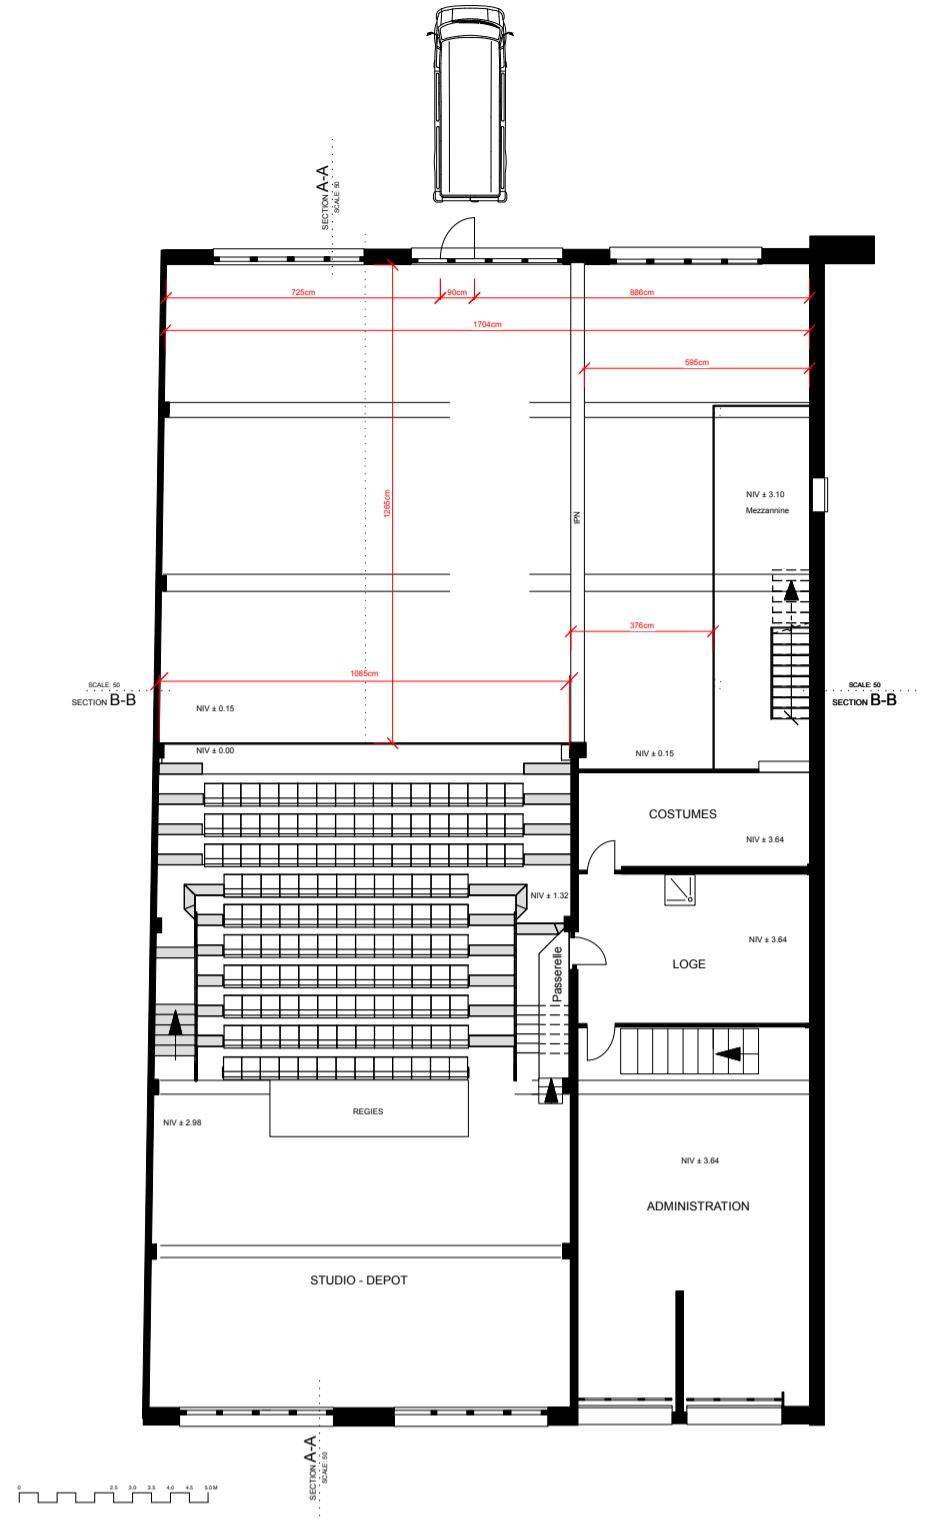 SECTION A-A
SCALE: 50
725cm
90cm
886cm
1704cm
595cm
1265cm
NIV ± 3.10
Mezzannine
IPN
376cm
1085cm
SCALE: 50
SECTION B-B
SCALE: 50
SECTION B-B
NIV ± 0.15
NIV ± 0.00
NIV ± 0.15
COSTUMES
NIV ± 3.64
NIV ± 1.32
NIV ± 3.64
LOGE
Passerelle
REGIES
NIV ± 2.98
NIV ± 3.64
ADMINISTRATION
STUDIO - DEPOT
SECTION A-A
SCALE: 50
0 2.5 3.0 3.5 4.0 4.5 5.0 M